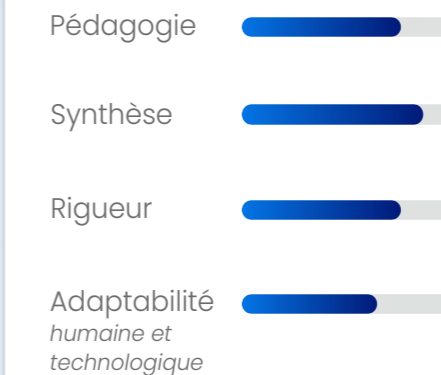 Pédagogie
Synthèse
Rigueur
Adaptabilité
humaine et
technologique